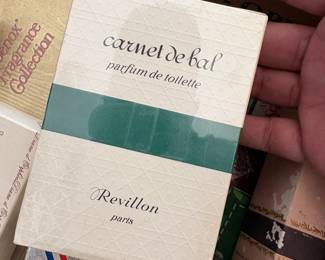 carnet de bal
parfum de toilette
Revillon
paris
Fragrance
Collection